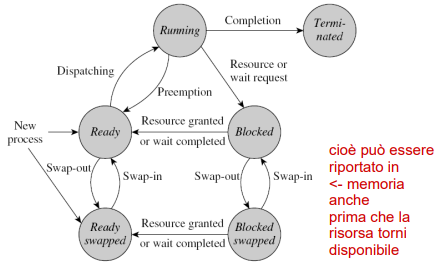 Running
Completion
Termi-
nated
Resource or
wait request
Dispatching
Preemption
New
process
Ready
Resource granted
or wait completed
Blocked
Swap-out
Swap-in
Swap-out
Swap-in
Ready
swapped
Resource granted
or wait completed
Blocked
swapped
cioè può essere
riportato in
<- memoria
anche
prima che la
risorsa torni
disponibile